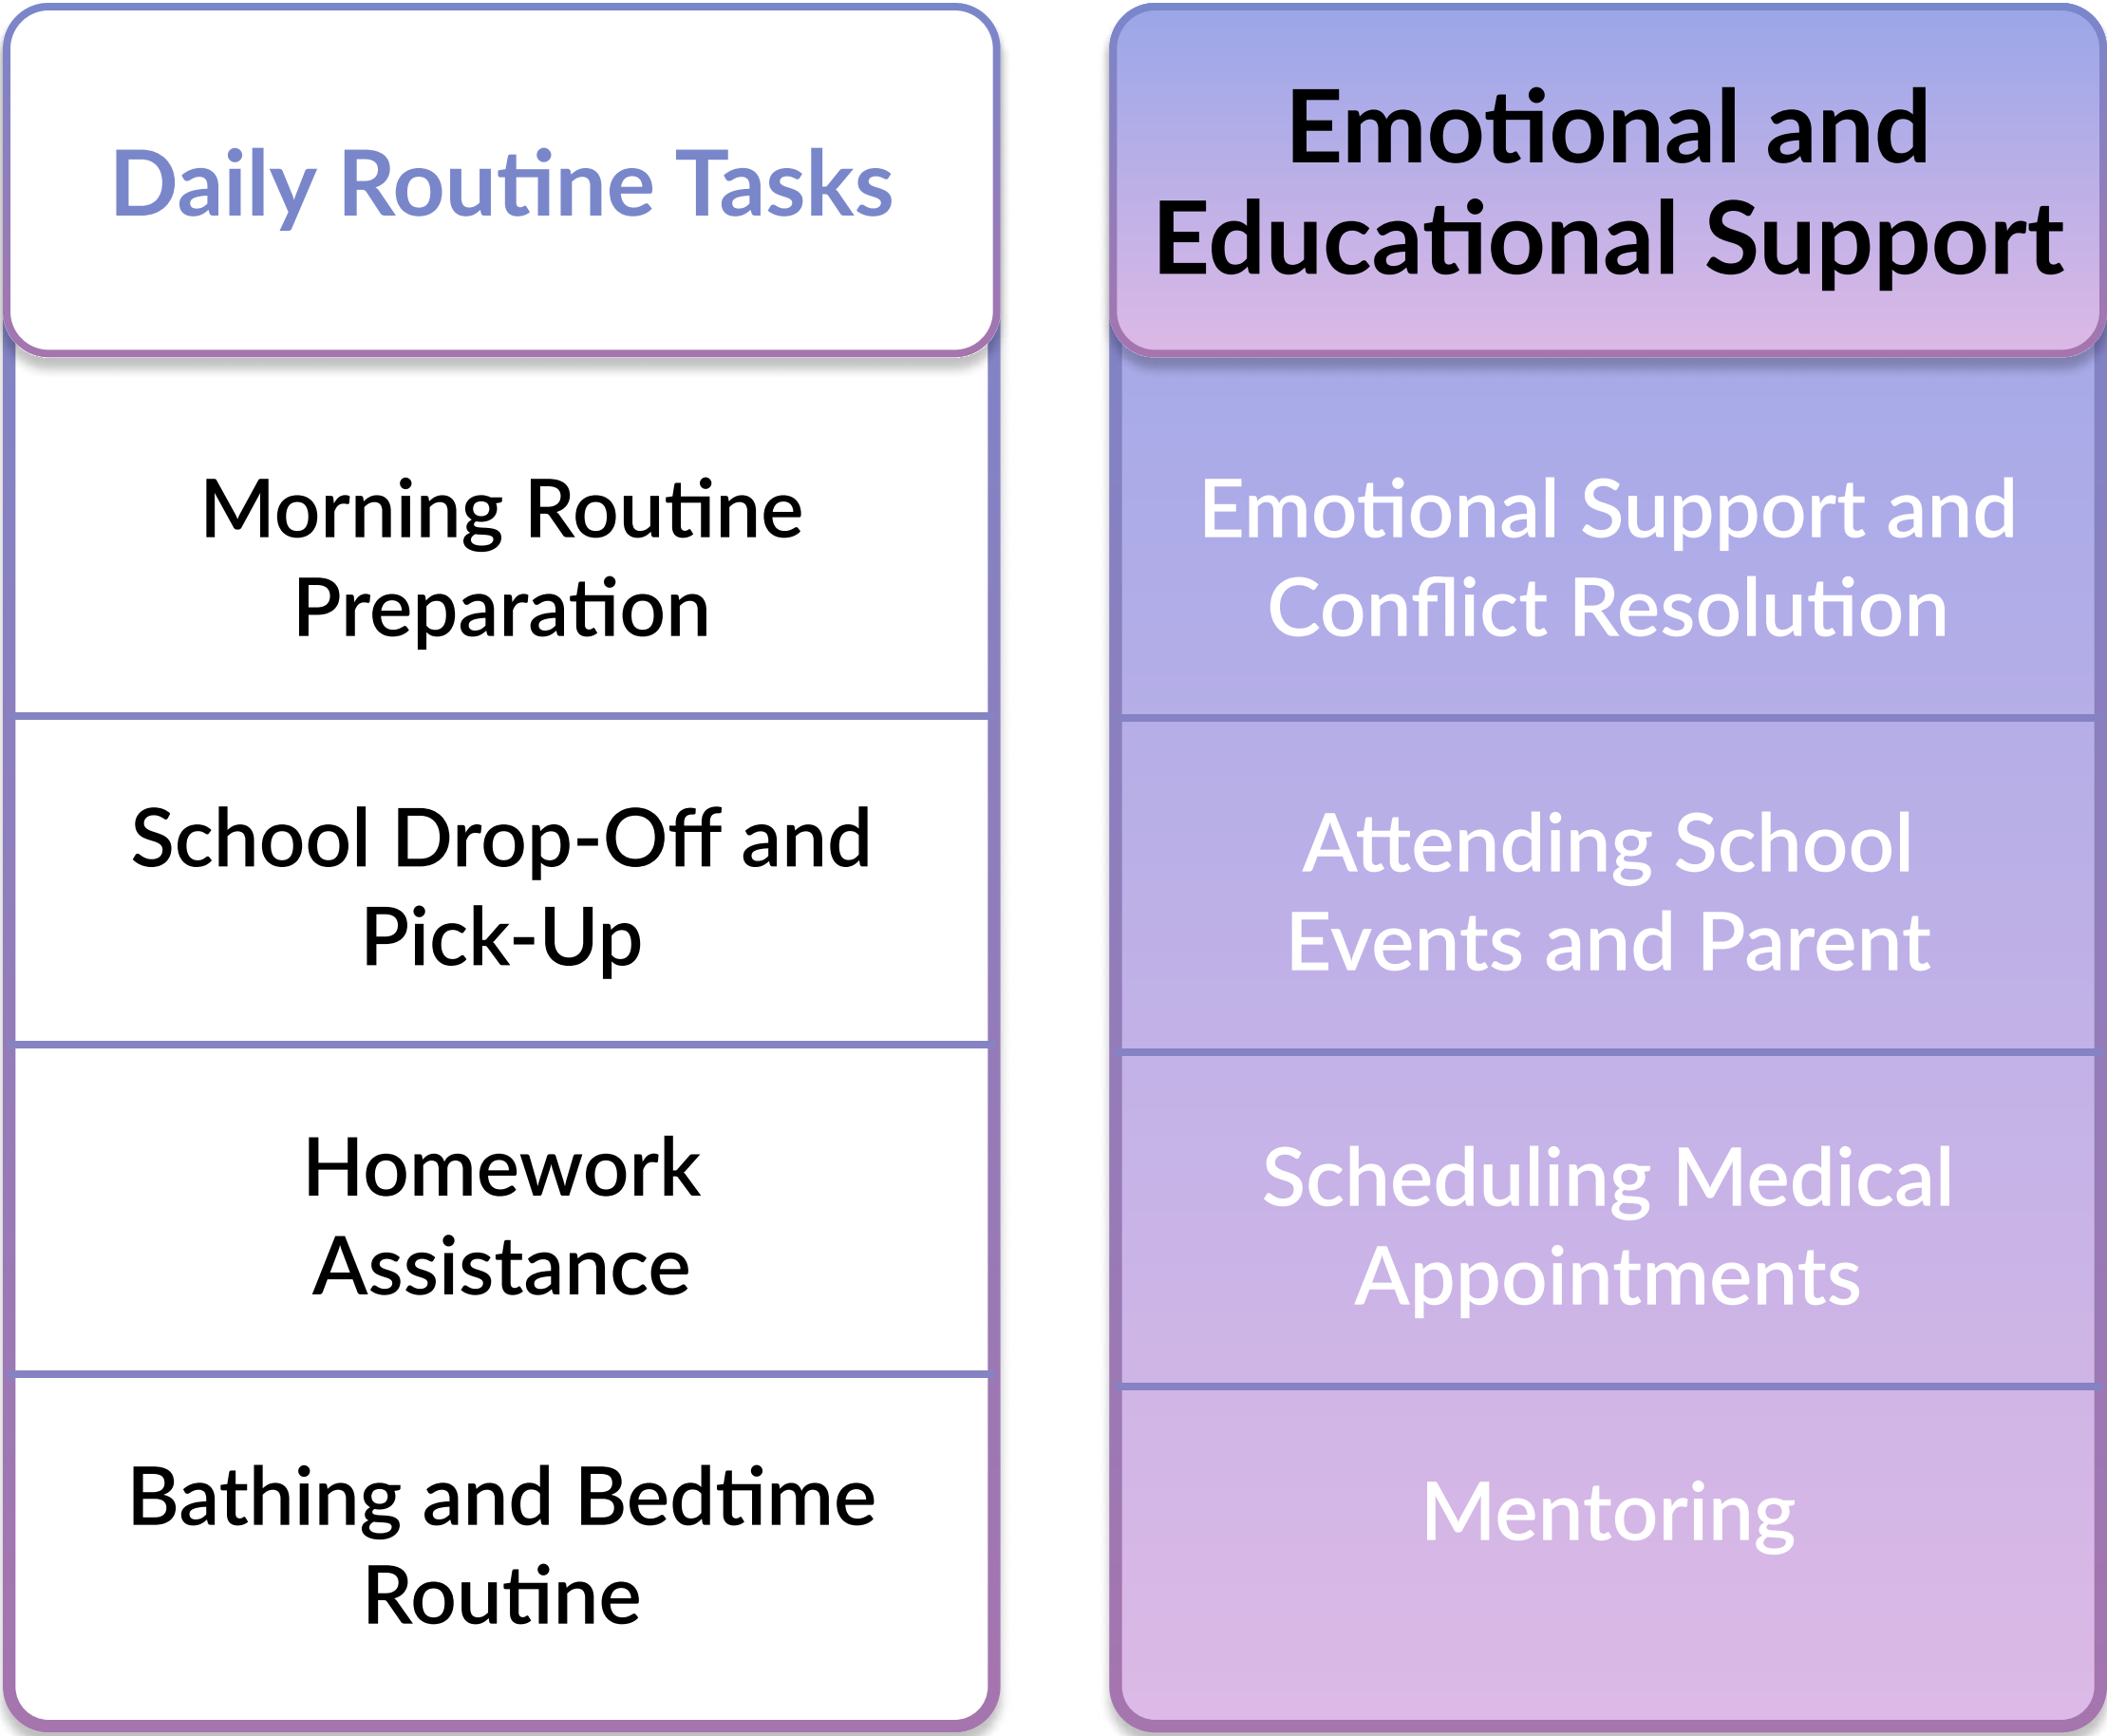 Daily Routine Tasks
Morning Routine
Preparation
School Drop-Off and
Pick-Up
Homework
Assistance
Bathing and Bedtime
Routine
Emotional and
Educational Support
Emotional Support and
Conflict Resolution
Attending School
Events and Parent
Scheduling Medical
Appointments
Mentoring